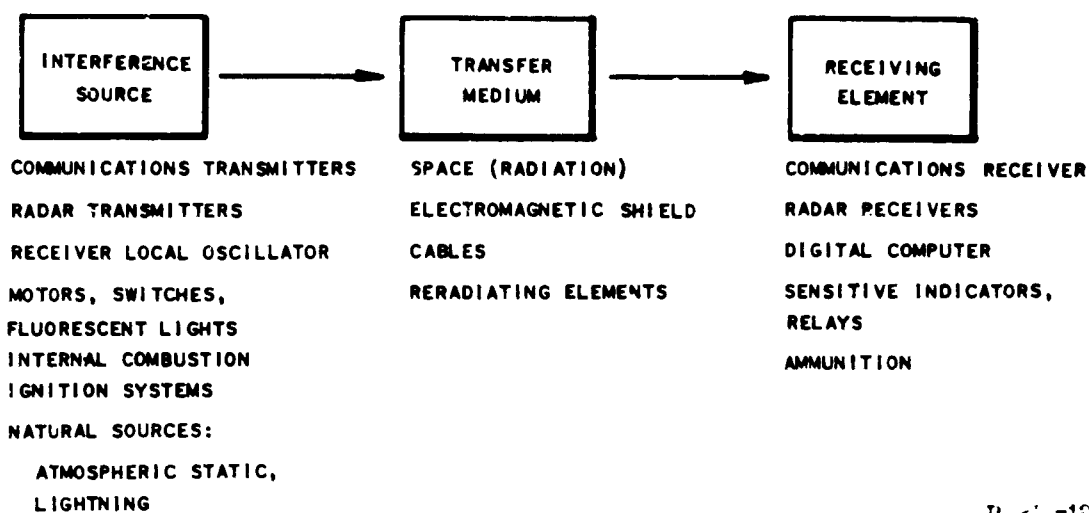 INTERFERENCE
SOURCE
TRANSFER
MEDIUM
RECEIVING
ELEMENT
COMMUNICATIONS TRANSMITTERS
RADAR TRANSMITTERS
RECEIVER LOCAL OSCILLATOR
MOTORS, SWITCHES,
FLUORESCENT LIGHTS
INTERNAL COMBUSTION
IGNITION SYSTEMS
NATURAL SOURCES:
ATMOSPHERIC STATIC,
LIGHTNING
SPACE (RADIATION)
ELECTROMAGNETIC SHIELD
CABLES
RERADIATING ELEMENTS
COMMUNICATIONS RECEIVER
RADAR RECEIVERS
DIGITAL COMPUTER
SENSITIVE INDICATORS,
RELAYS
AMMUNITION